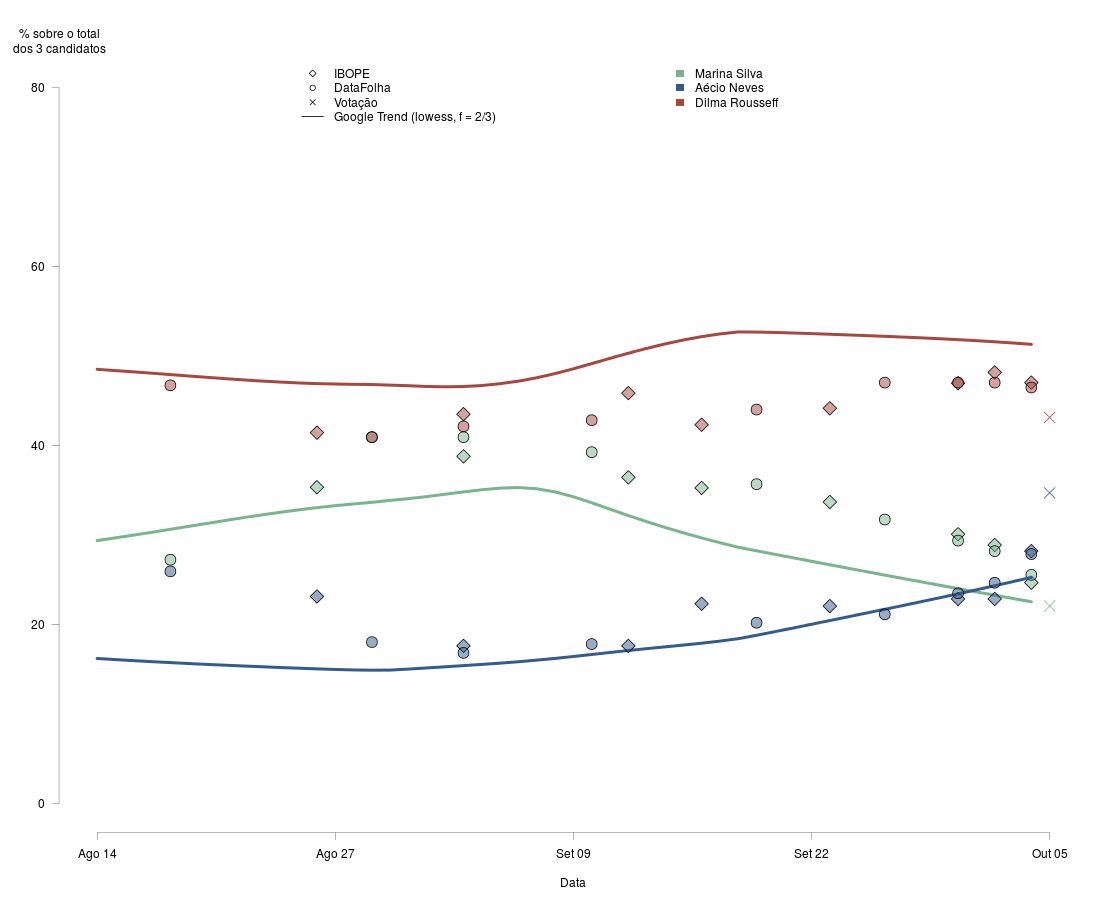 % sobre o total
dos 3 candidatos
IBOPE
DataFolha
Votação
Google Trend (lowess, f = 2/3)
Marina Silva
Aécio Neves
Dilma Rousseff
80
60
40
20
0
Ago 14
Ago 27
Set 09
Set 22
Out 05
Data